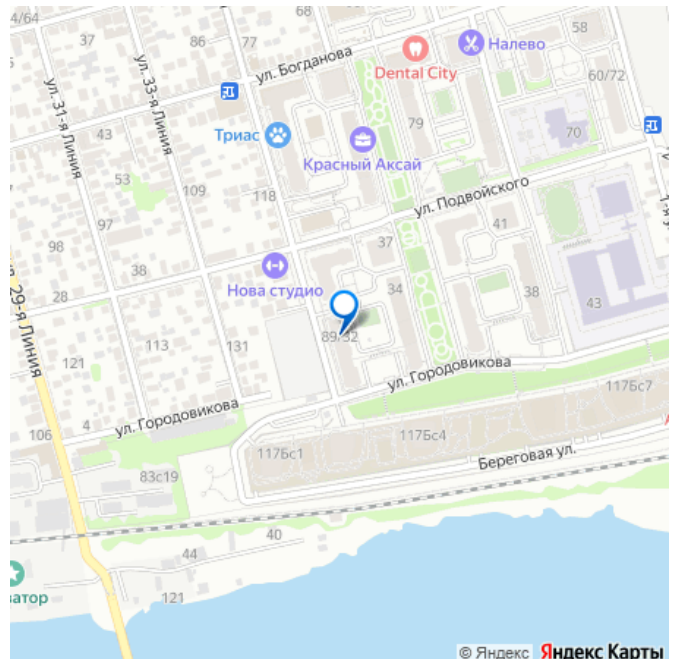 4/64
37
86
77
ул. Богданова
Dental City
Налево
58
60/72
ул. 31-я Линия
ул. 33-я Линия
43
Триас
79
Красный Аксай
70
53
109
118
ул. Подвойского
97
98
38
37
41
28
Нова студио
34
38
43
ул. 29-я Линия
121
113
131
89/32
ул. Городовикова
ул. Городовикова
117Бс7
106
4
117Бс1
117Бс4
83с19
Береговая ул.
40
44
атор
121
© Яндекс Яндекс Карты